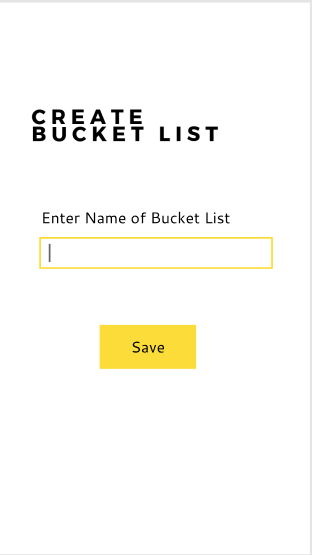 CREATE
BUCKET LIST
Enter Name of Bucket List
Save